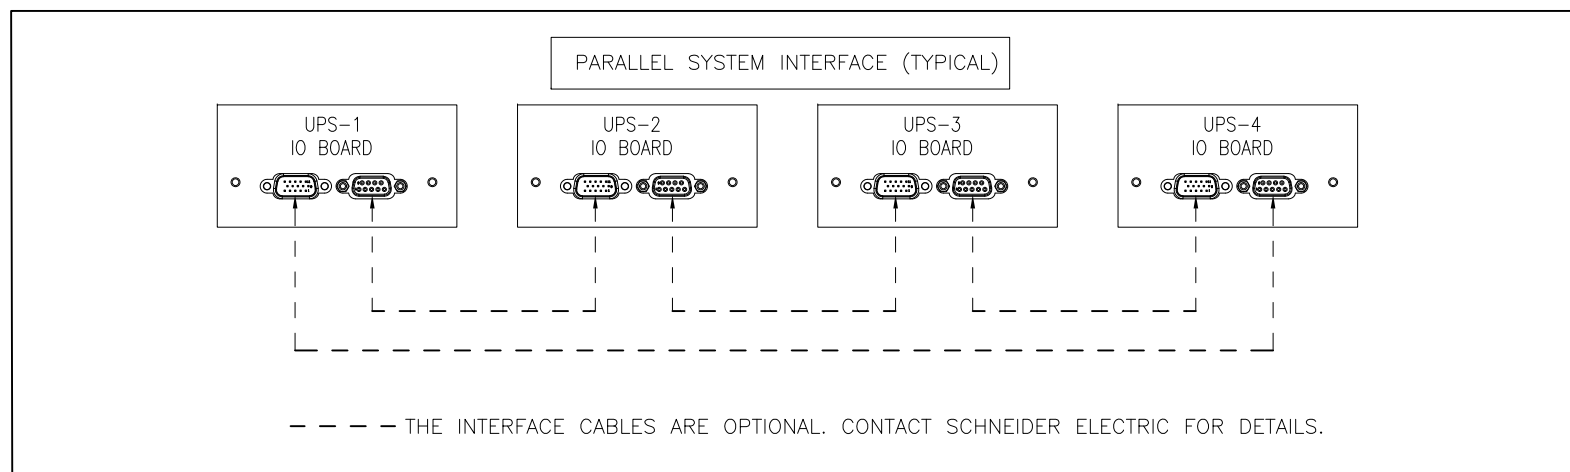 PARALLEL SYSTEM INTERFACE (TYPICAL)
UPS-1
IO BOARD
UPS-2
IO BOARD
UPS-3
IO BOARD
UPS-4
IO BOARD
THE INTERFACE CABLES ARE OPTIONAL. CONTACT SCHNEIDER ELECTRIC FOR DETAILS.